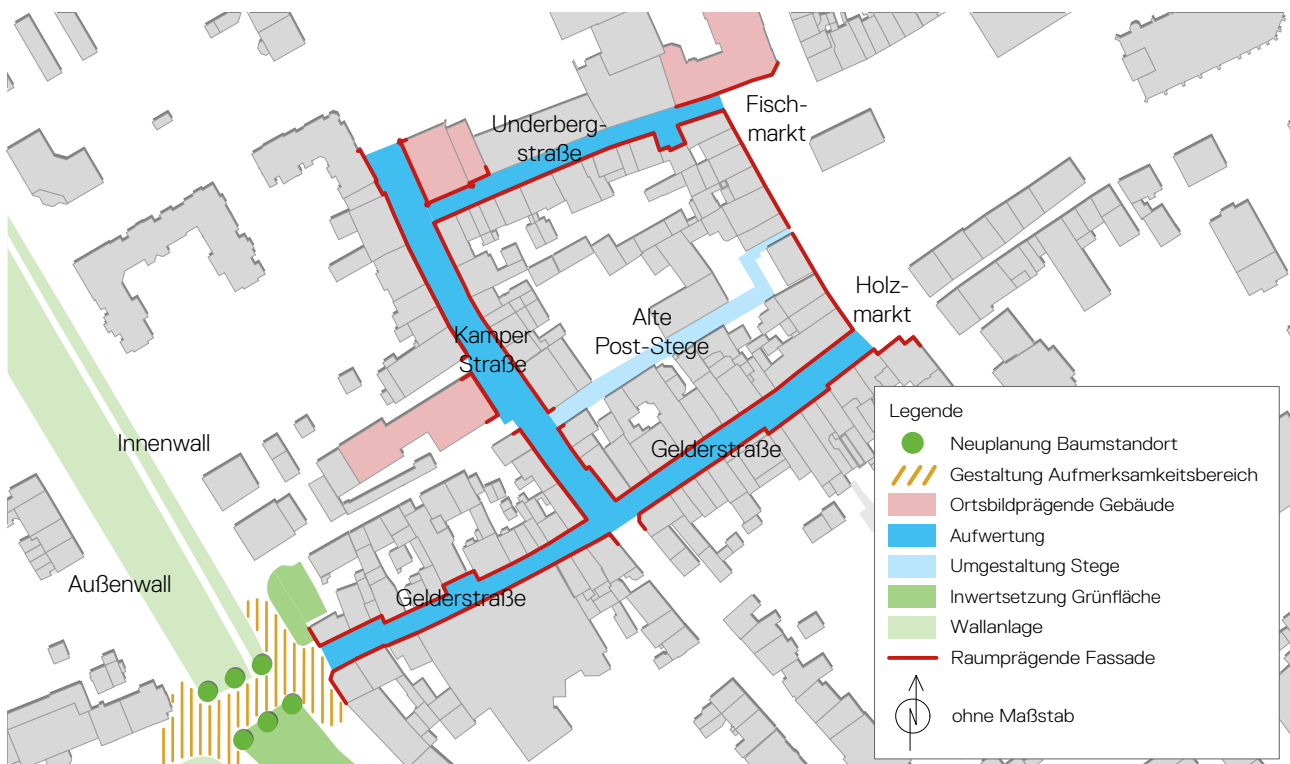 Underberg-
straße
Fisch-
markt
Holz-
markt
Alte
Post-Stege
Kamper
Straße
Innenwall
Gelderstraße
Außenwall
Gelderstraße
Legende
Neuplanung Baumstandort
Gestaltung Aufmerksamkeitsbereich
Ortsbildprägende Gebäude
Aufwertung
Umgestaltung Stege
Inwertsetzung Grünfläche
Wallanlage
Raumprägende Fassade
N
ohne Maßstab